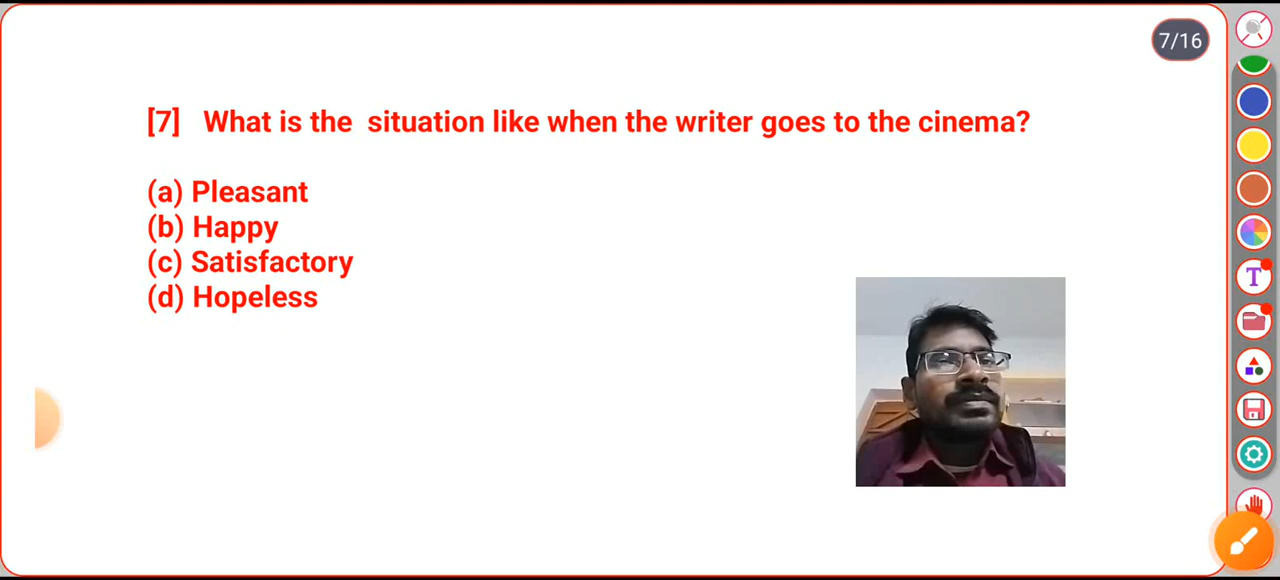 7/16
[7] What is the situation like when the writer goes to the cinema?
(a) Pleasant
(b) Happy
(c) Satisfactory
(d) Hopeless
T